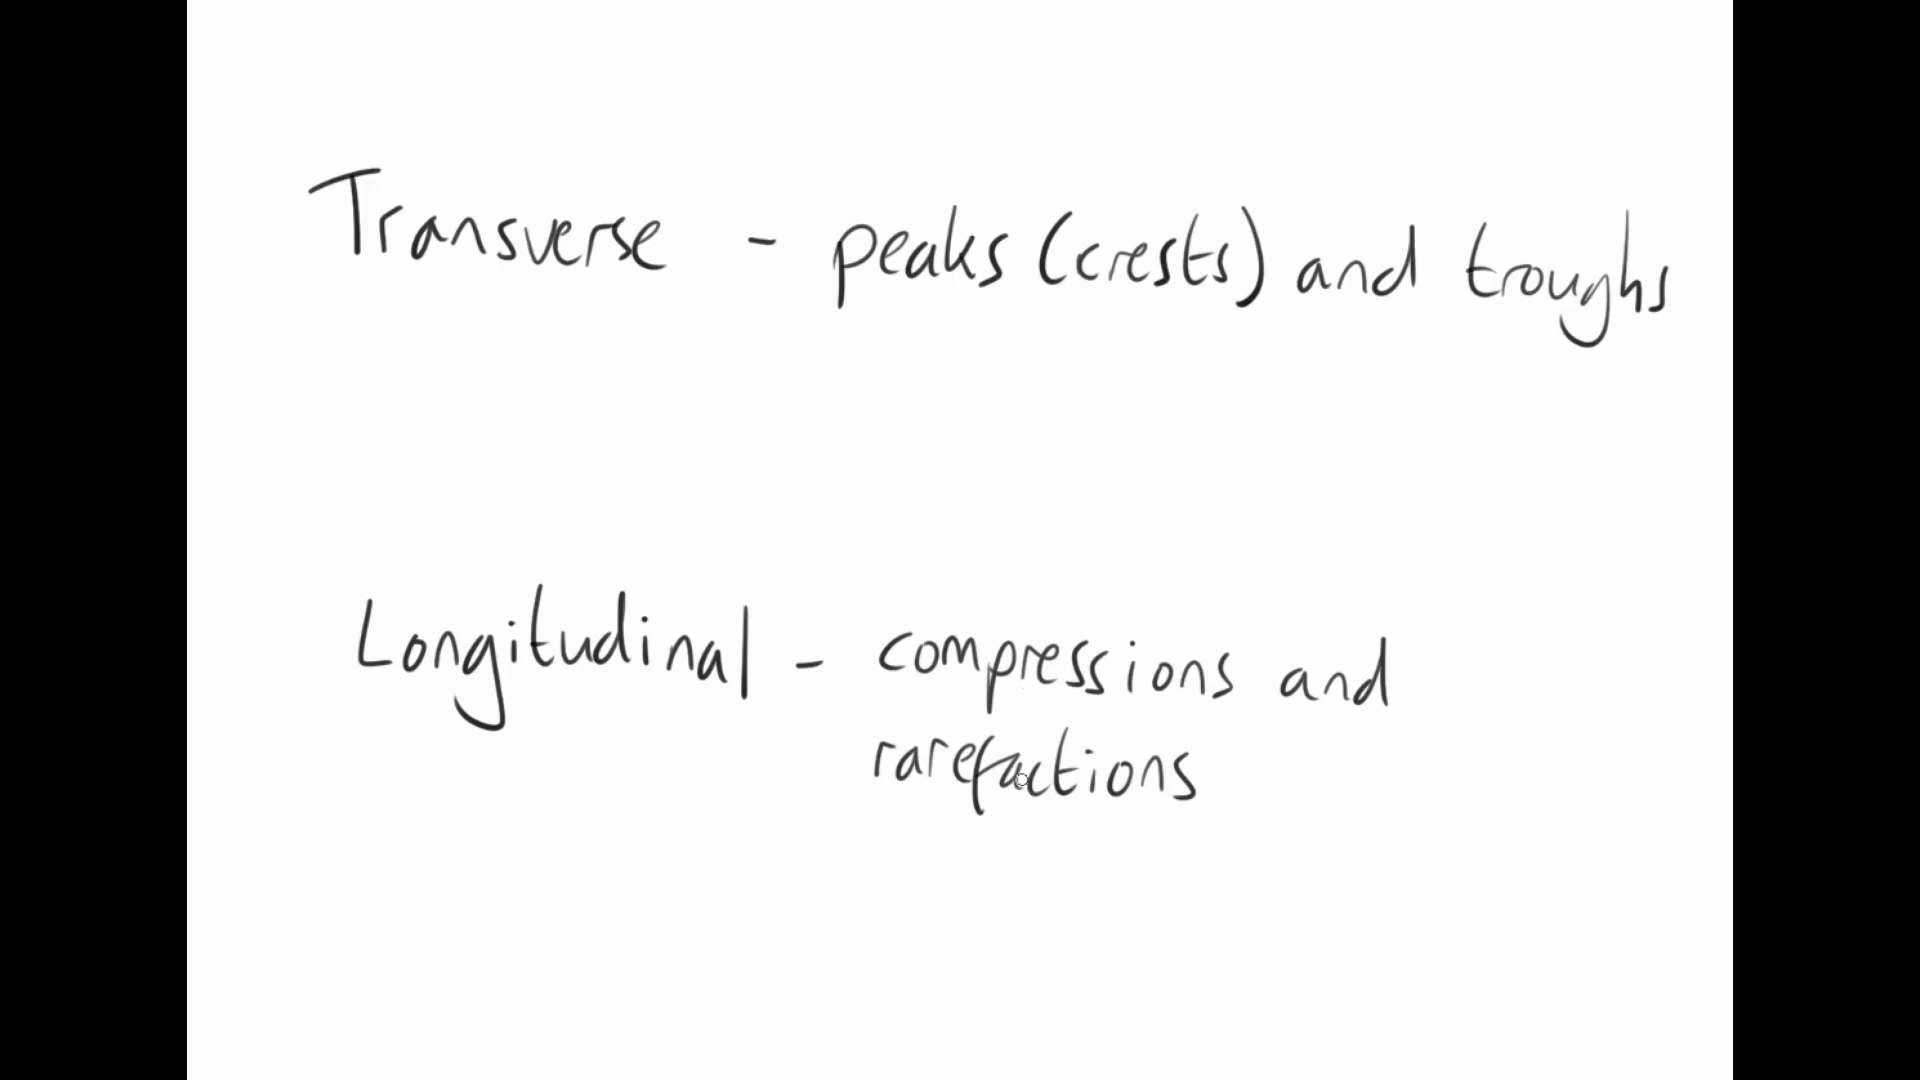 Transverse - peaks (crests) and troughs
Longitudinal - compressions and
rarefactions